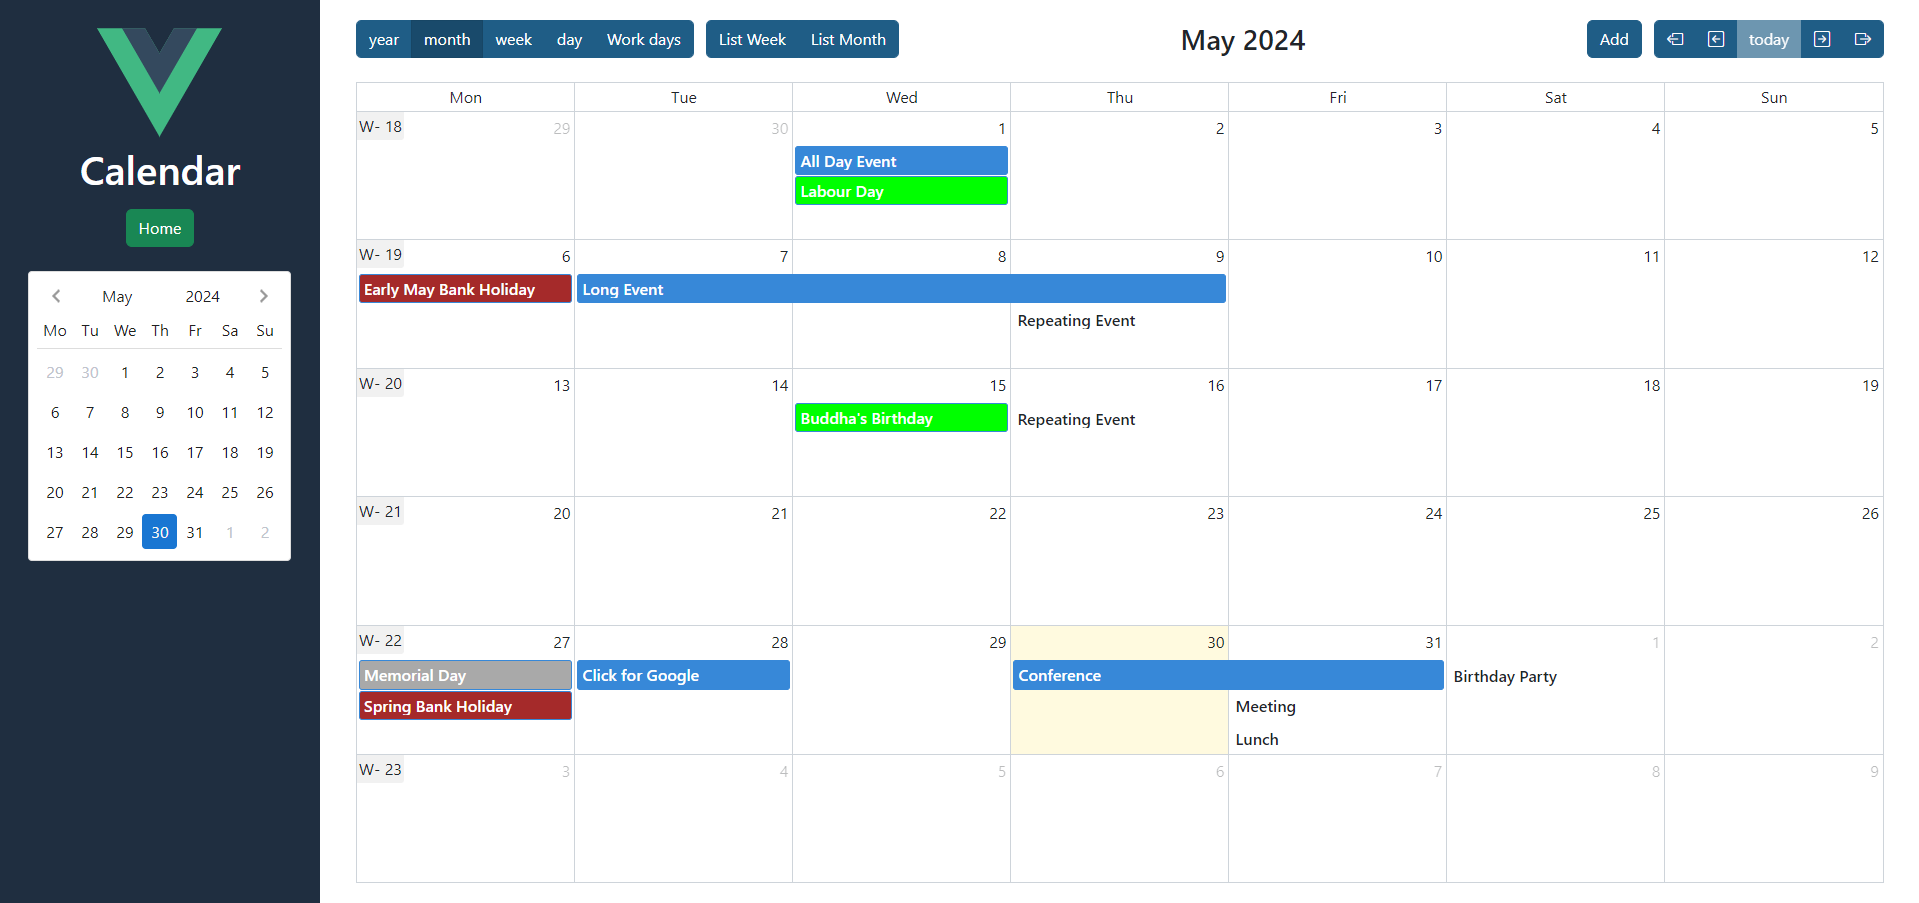 Calendar
Home
May 2024
Mo Tu We Th Fr Sa Su
29 30 1 2 3 4 5
6 7 8 9 10 11 12
13 14 15 16 17 18 19
20 21 22 23 24 25 26
27 28 29 30 31 1 2
year month week day Work days List Week List Month May 2024 Add today
Mon Tue Wed Thu Fri Sat Sun
W- 18 29 30 1 2 3 4 5
All Day Event
Labour Day
W- 19 6 7 8 9 10 11 12
Early May Bank Holiday Long Event
Repeating Event
W- 20 13 14 15 16 17 18 19
Buddha's Birthday Repeating Event
W- 21 20 21 22 23 24 25 26
W- 22 27 28 29 30 31 1 2
Memorial Day Click for Google Conference Birthday Party
Spring Bank Holiday Meeting
Lunch
W- 23 3 4 5 6 7 8 9